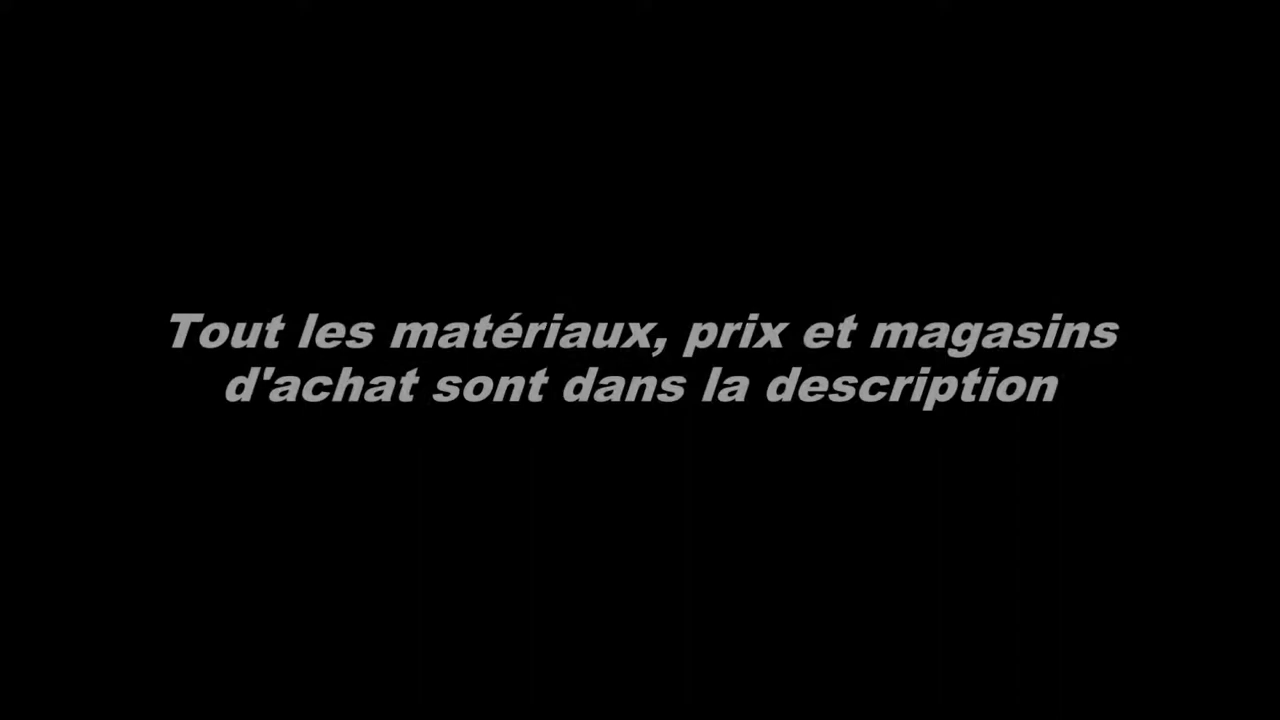 Tout les matériaux, prix et magasins
d'achat sont dans la description